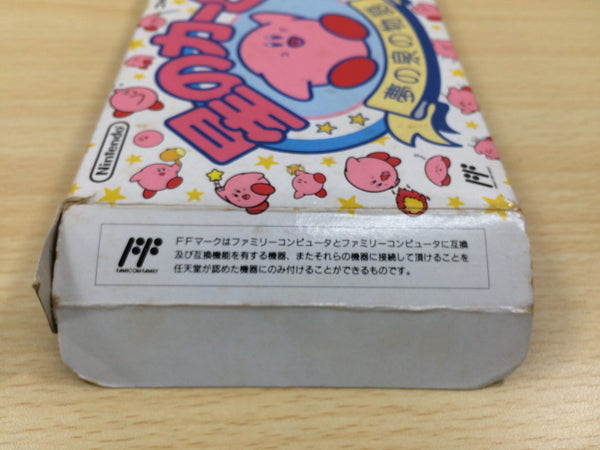 星のカービ
夢の泉の物語
Nintendo
FF
FF
FAMICOM FAMILY
FFマークはファミリーコンピュータとファミリーコンピュータに互換
及び互換機能を有する機器、またそれらの機器に接続して頂けることを
任天堂が認めた機器にのみ付けることができるものです。